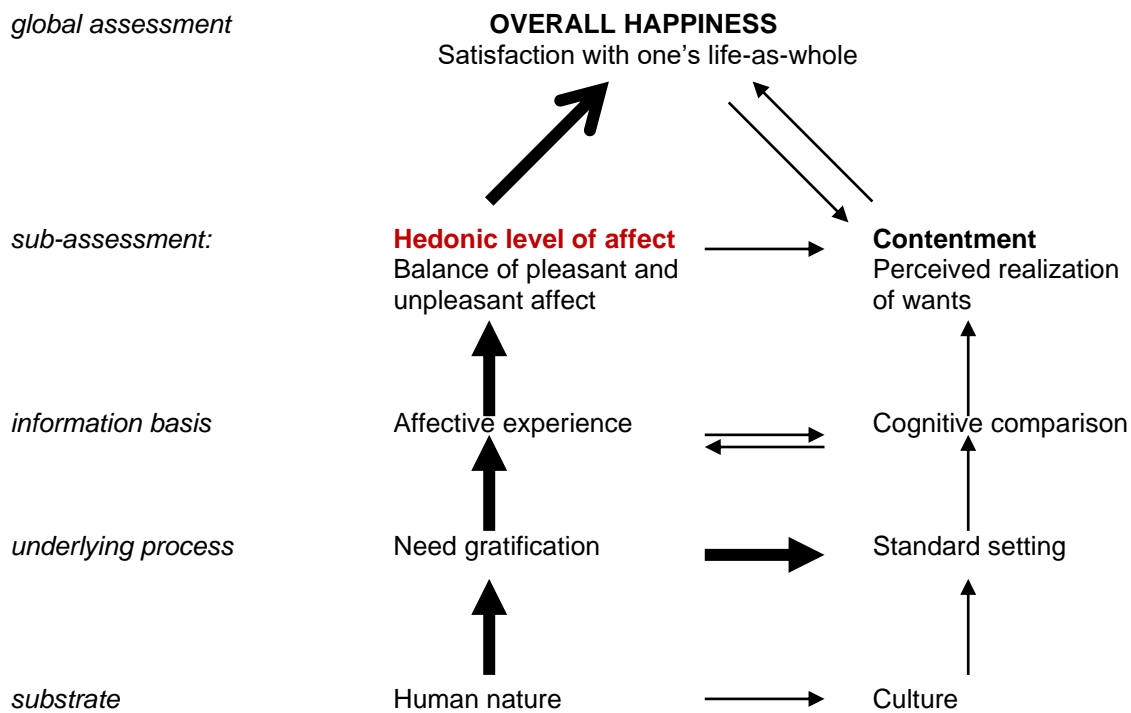 global assessment OVERALL HAPPINESS
Satisfaction with one’s life-as-whole
sub-assessment: Hedonic level of affect Contentment
Balance of pleasant and Perceived realization
unpleasant affect of wants
information basis Affective experience Cognitive comparison
underlying process Need gratification Standard setting
substrate Human nature Culture